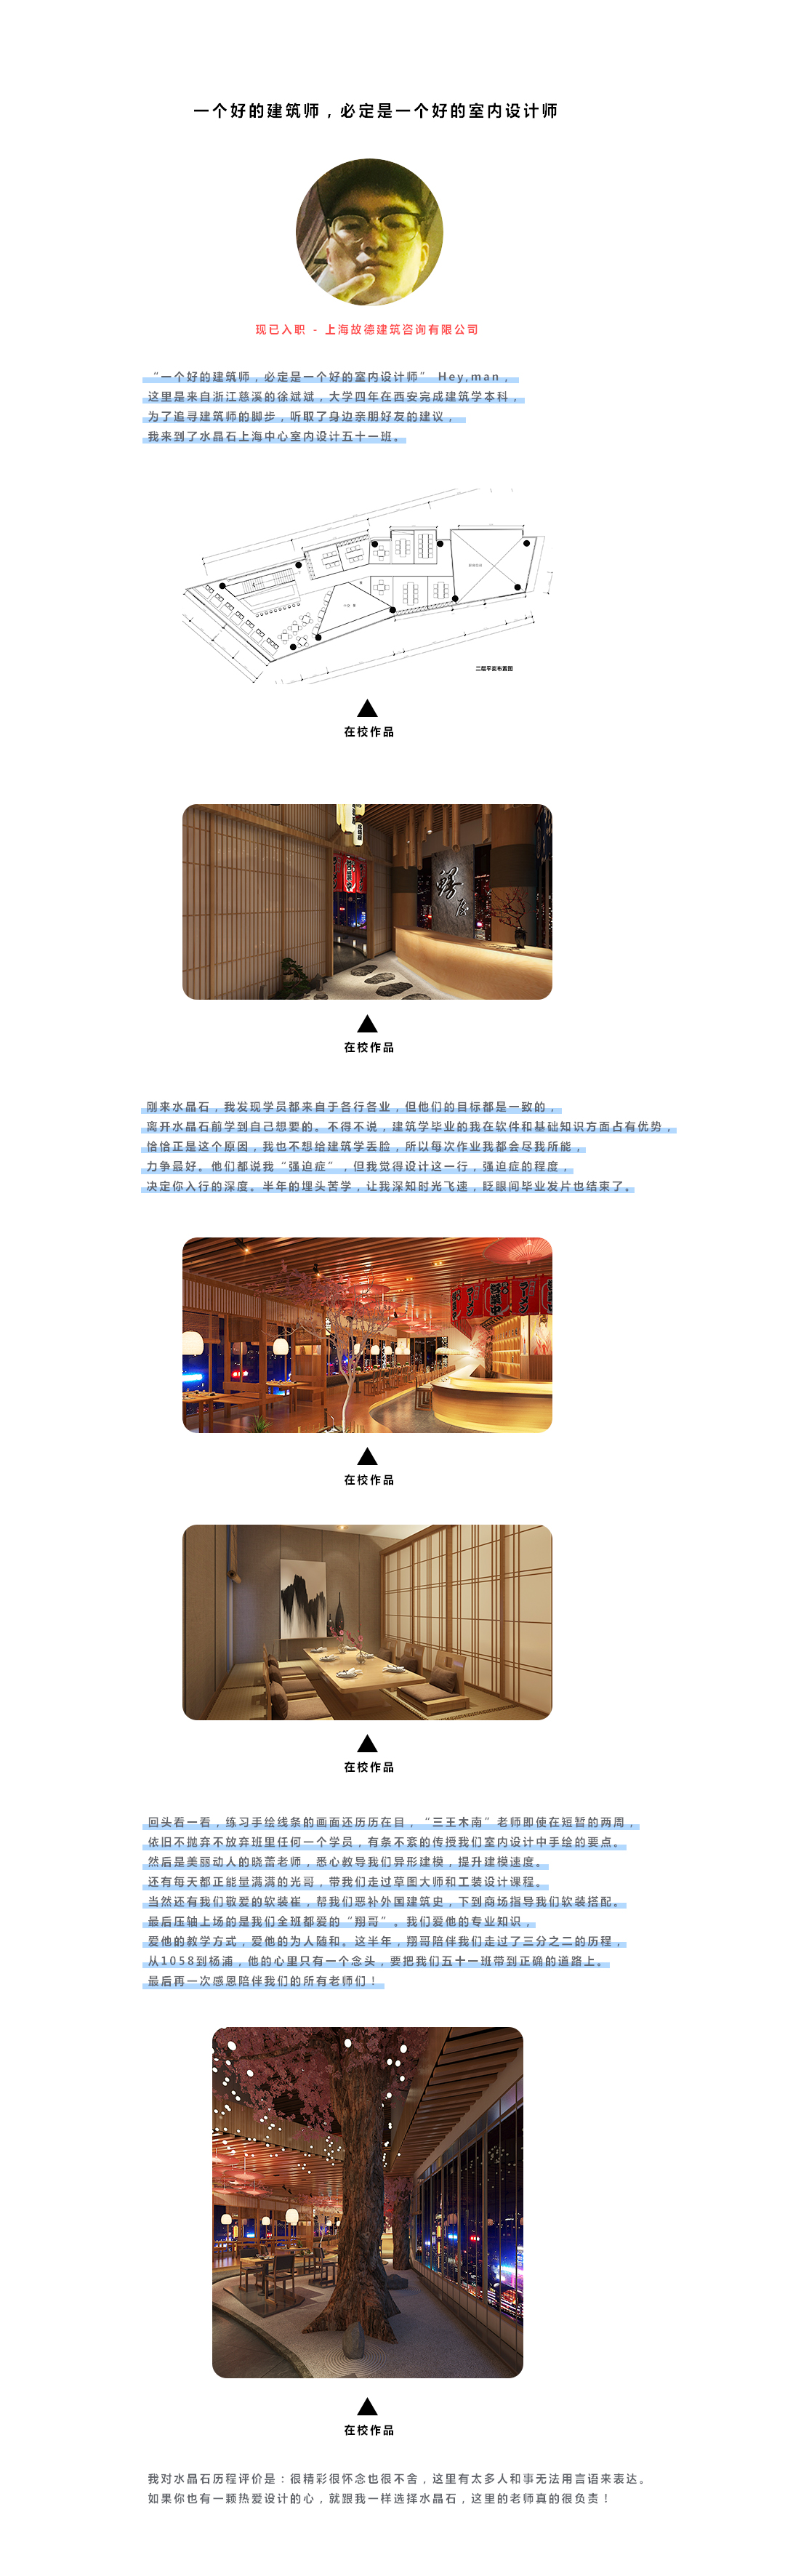 一个好的建筑师，必定是一个好的室内设计师
现已入职 - 上海故德建筑咨询有限公司
“一个好的建筑师，必定是一个好的室内设计师” Hey,man，
这里是来自浙江慈溪的徐斌斌，大学四年在西安完成建筑学本科，
为了追寻建筑师的脚步，听取了身边亲朋好友的建议，
我来到了水晶石上海中心室内设计五十一班。
二层平面布置图
在校作品
在校作品
刚来水晶石，我发现学员都来自于各行各业，但他们的目标都是一致的，
离开水晶石前学到自己想要的。不得不说，建筑学毕业的我在软件和基础知识方面占有优势，
恰恰正是这个原因，我也不想给建筑学丢脸，所以每次作业我都会尽我所能，
力争最好。他们都说我“强迫症”，但我觉得设计这一行，强迫症的程度，
决定你入行的深度。半年的埋头苦学，让我深知时光飞速，眨眼间毕业发片也结束了。
营業中
ラーメン
在校作品
在校作品
回头看一看，练习手绘线条的画面还历历在目，“三王木南”老师即使在短暂的两周，
依旧不抛弃不放弃班里任何一个学员，有条不紊的传授我们室内设计中手绘的要点。
然后是美丽动人的晓蕾老师，悉心教导我们异形建模，提升建模速度。
还有每天都正能量满满的光哥，带我们走过草图大师和工装设计课程。
当然还有我们敬爱的软装崔，帮我们恶补外国建筑史，下到商场指导我们软装搭配。
最后压轴上场的是我们全班都爱的“翔哥”。我们爱他的专业知识，
爱他的教学方式，爱他的为人随和。这半年，翔哥陪伴我们走过了三分之二的历程，
从1058到杨浦，他的心里只有一个念头，要把我们五十一班带到正确的道路上。
最后再一次感恩陪伴我们的所有老师们！
在校作品
我对水晶石历程评价是：很精彩很怀念也很不舍，这里有太多人和事无法用言语来表达。
如果你也有一颗热爱设计的心，就跟我一样选择水晶石，这里的老师真的很负责！